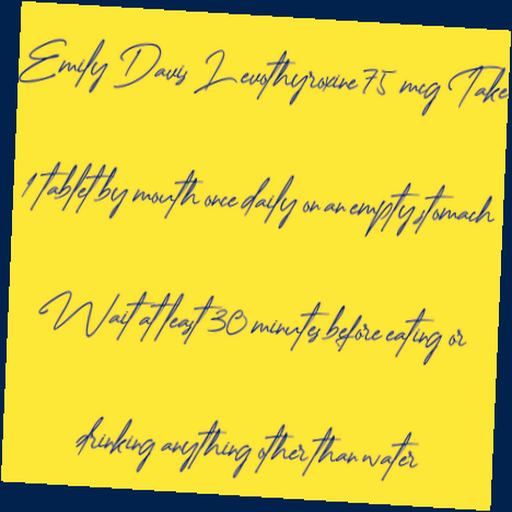 Emily Davis Levothyroxine 75 mcg Take
1 tablet by mouth once daily on an empty stomach
Wait at least 30 minutes before eating or
drinking anything other than water